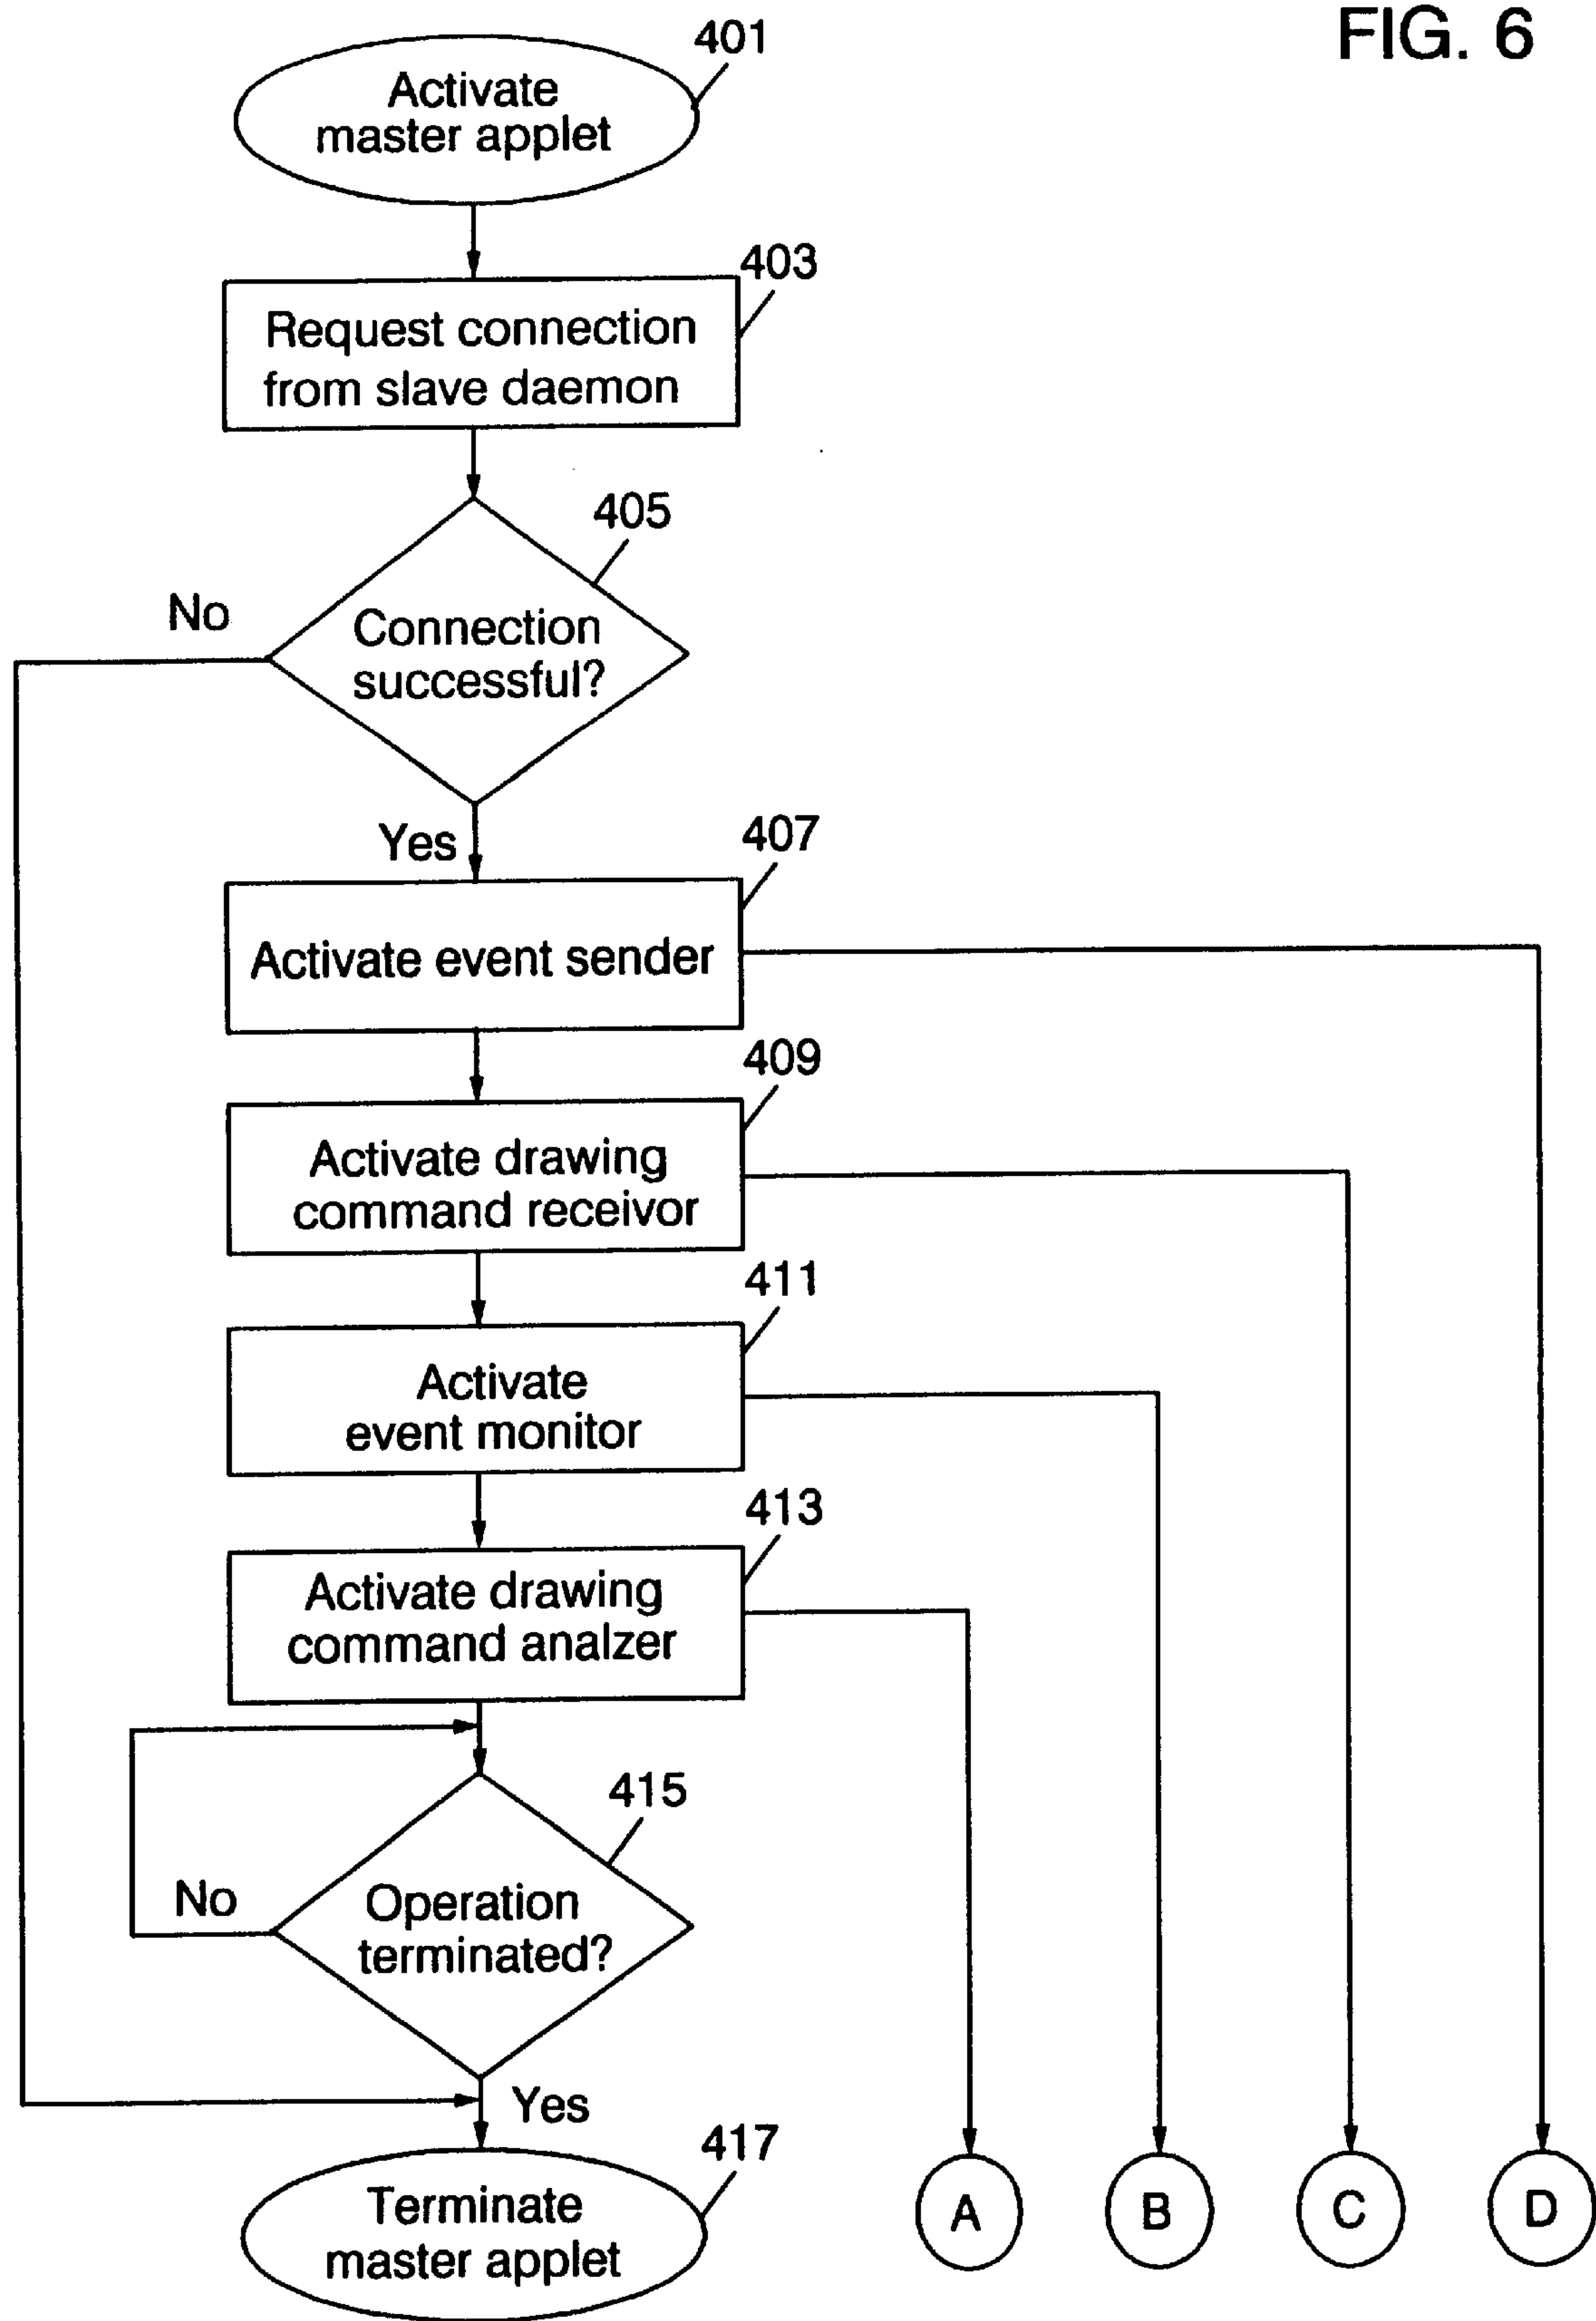 FIG. 6
401
Activate
master applet
403
Request connection
from slave daemon
405
No
Connection
successful?
Yes
407
Activate event sender
409
Activate drawing
command receivor
411
Activate
event monitor
413
Activate drawing
command analzer
415
No
Operation
terminated?
Yes
417
Terminate
master applet
A
B
C
D